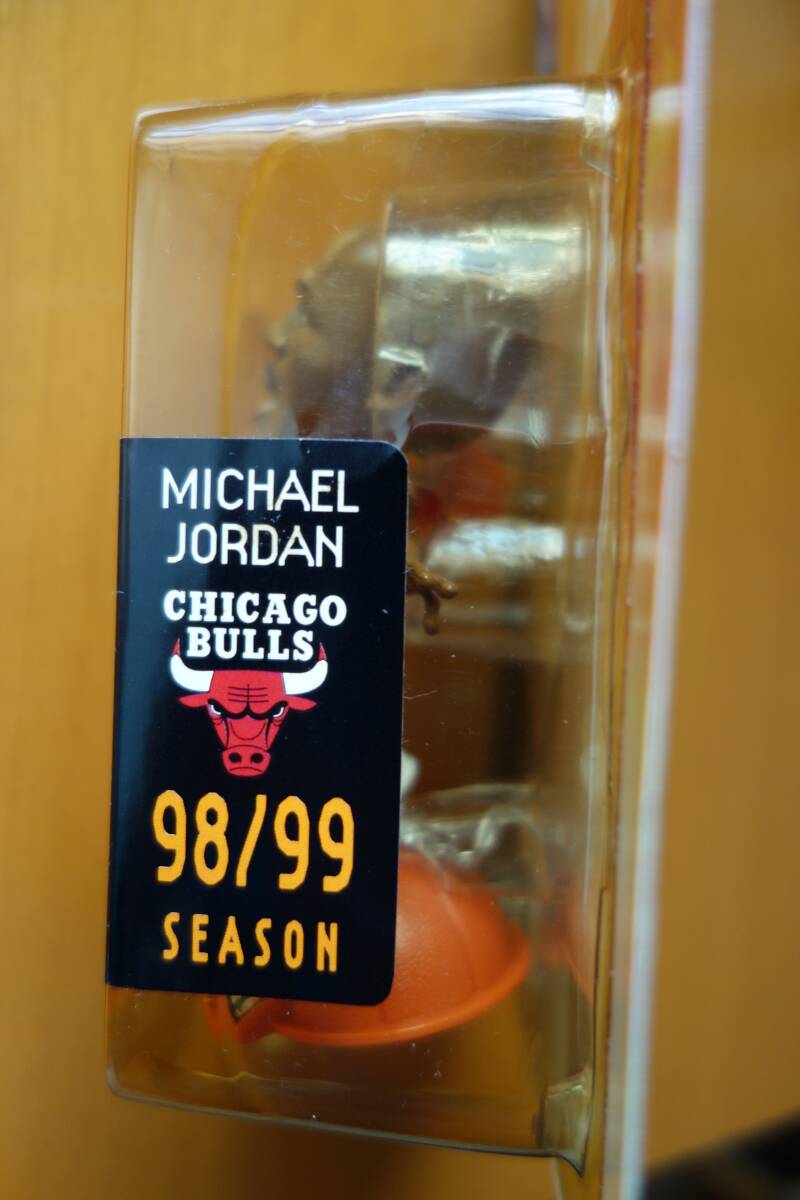 MICHAEL
JORDAN
CHICAGO
BULLS
98/99
SEASON